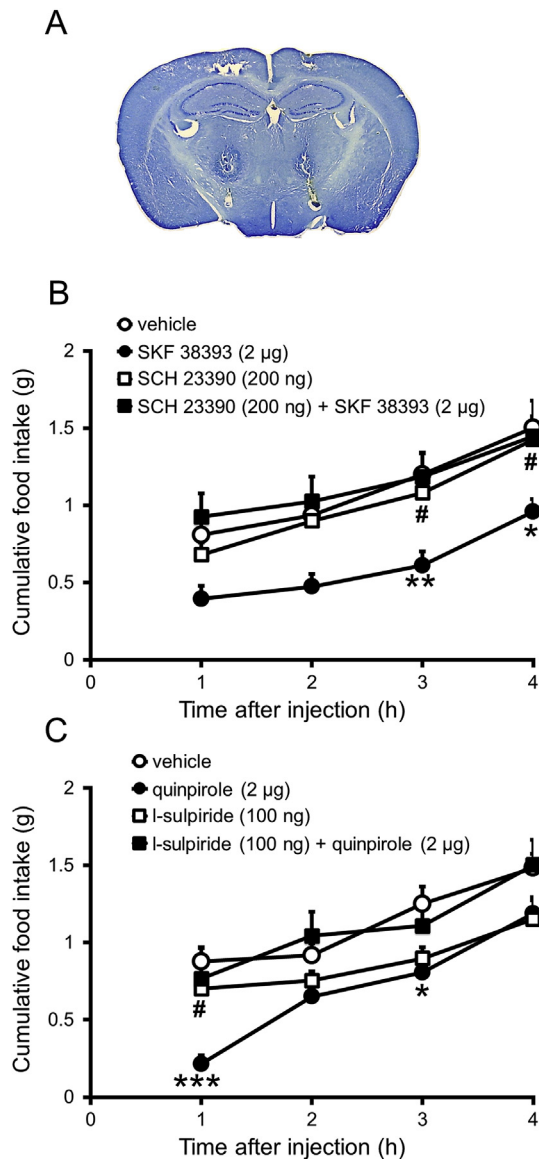 A
B
vehicle
SKF 38393 (2 µg)
SCH 23390 (200 ng)
SCH 23390 (200 ng) + SKF 38393 (2 µg)
Cumulative food intake (g)
2
1.5
1
0.5
0
#
#
**
*
0 1 2 3 4
Time after injection (h)
C
vehicle
quinpirole (2 µg)
l-sulpiride (100 ng)
l-sulpiride (100 ng) + quinpirole (2 µg)
Cumulative food intake (g)
2
1.5
1
0.5
0
#
*
***
0 1 2 3 4
Time after injection (h)